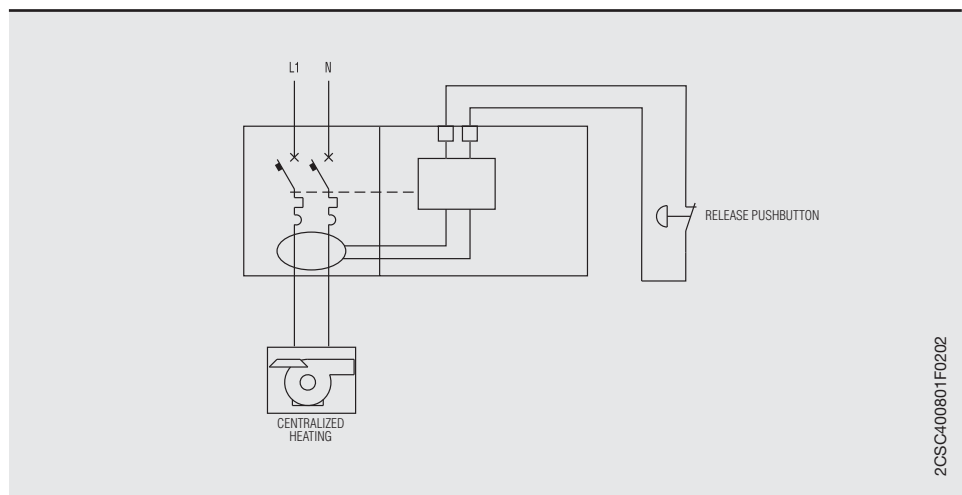 L1 N
RELEASE PUSHBUTTON
CENTRALIZED
HEATING
2CSC400801F0202